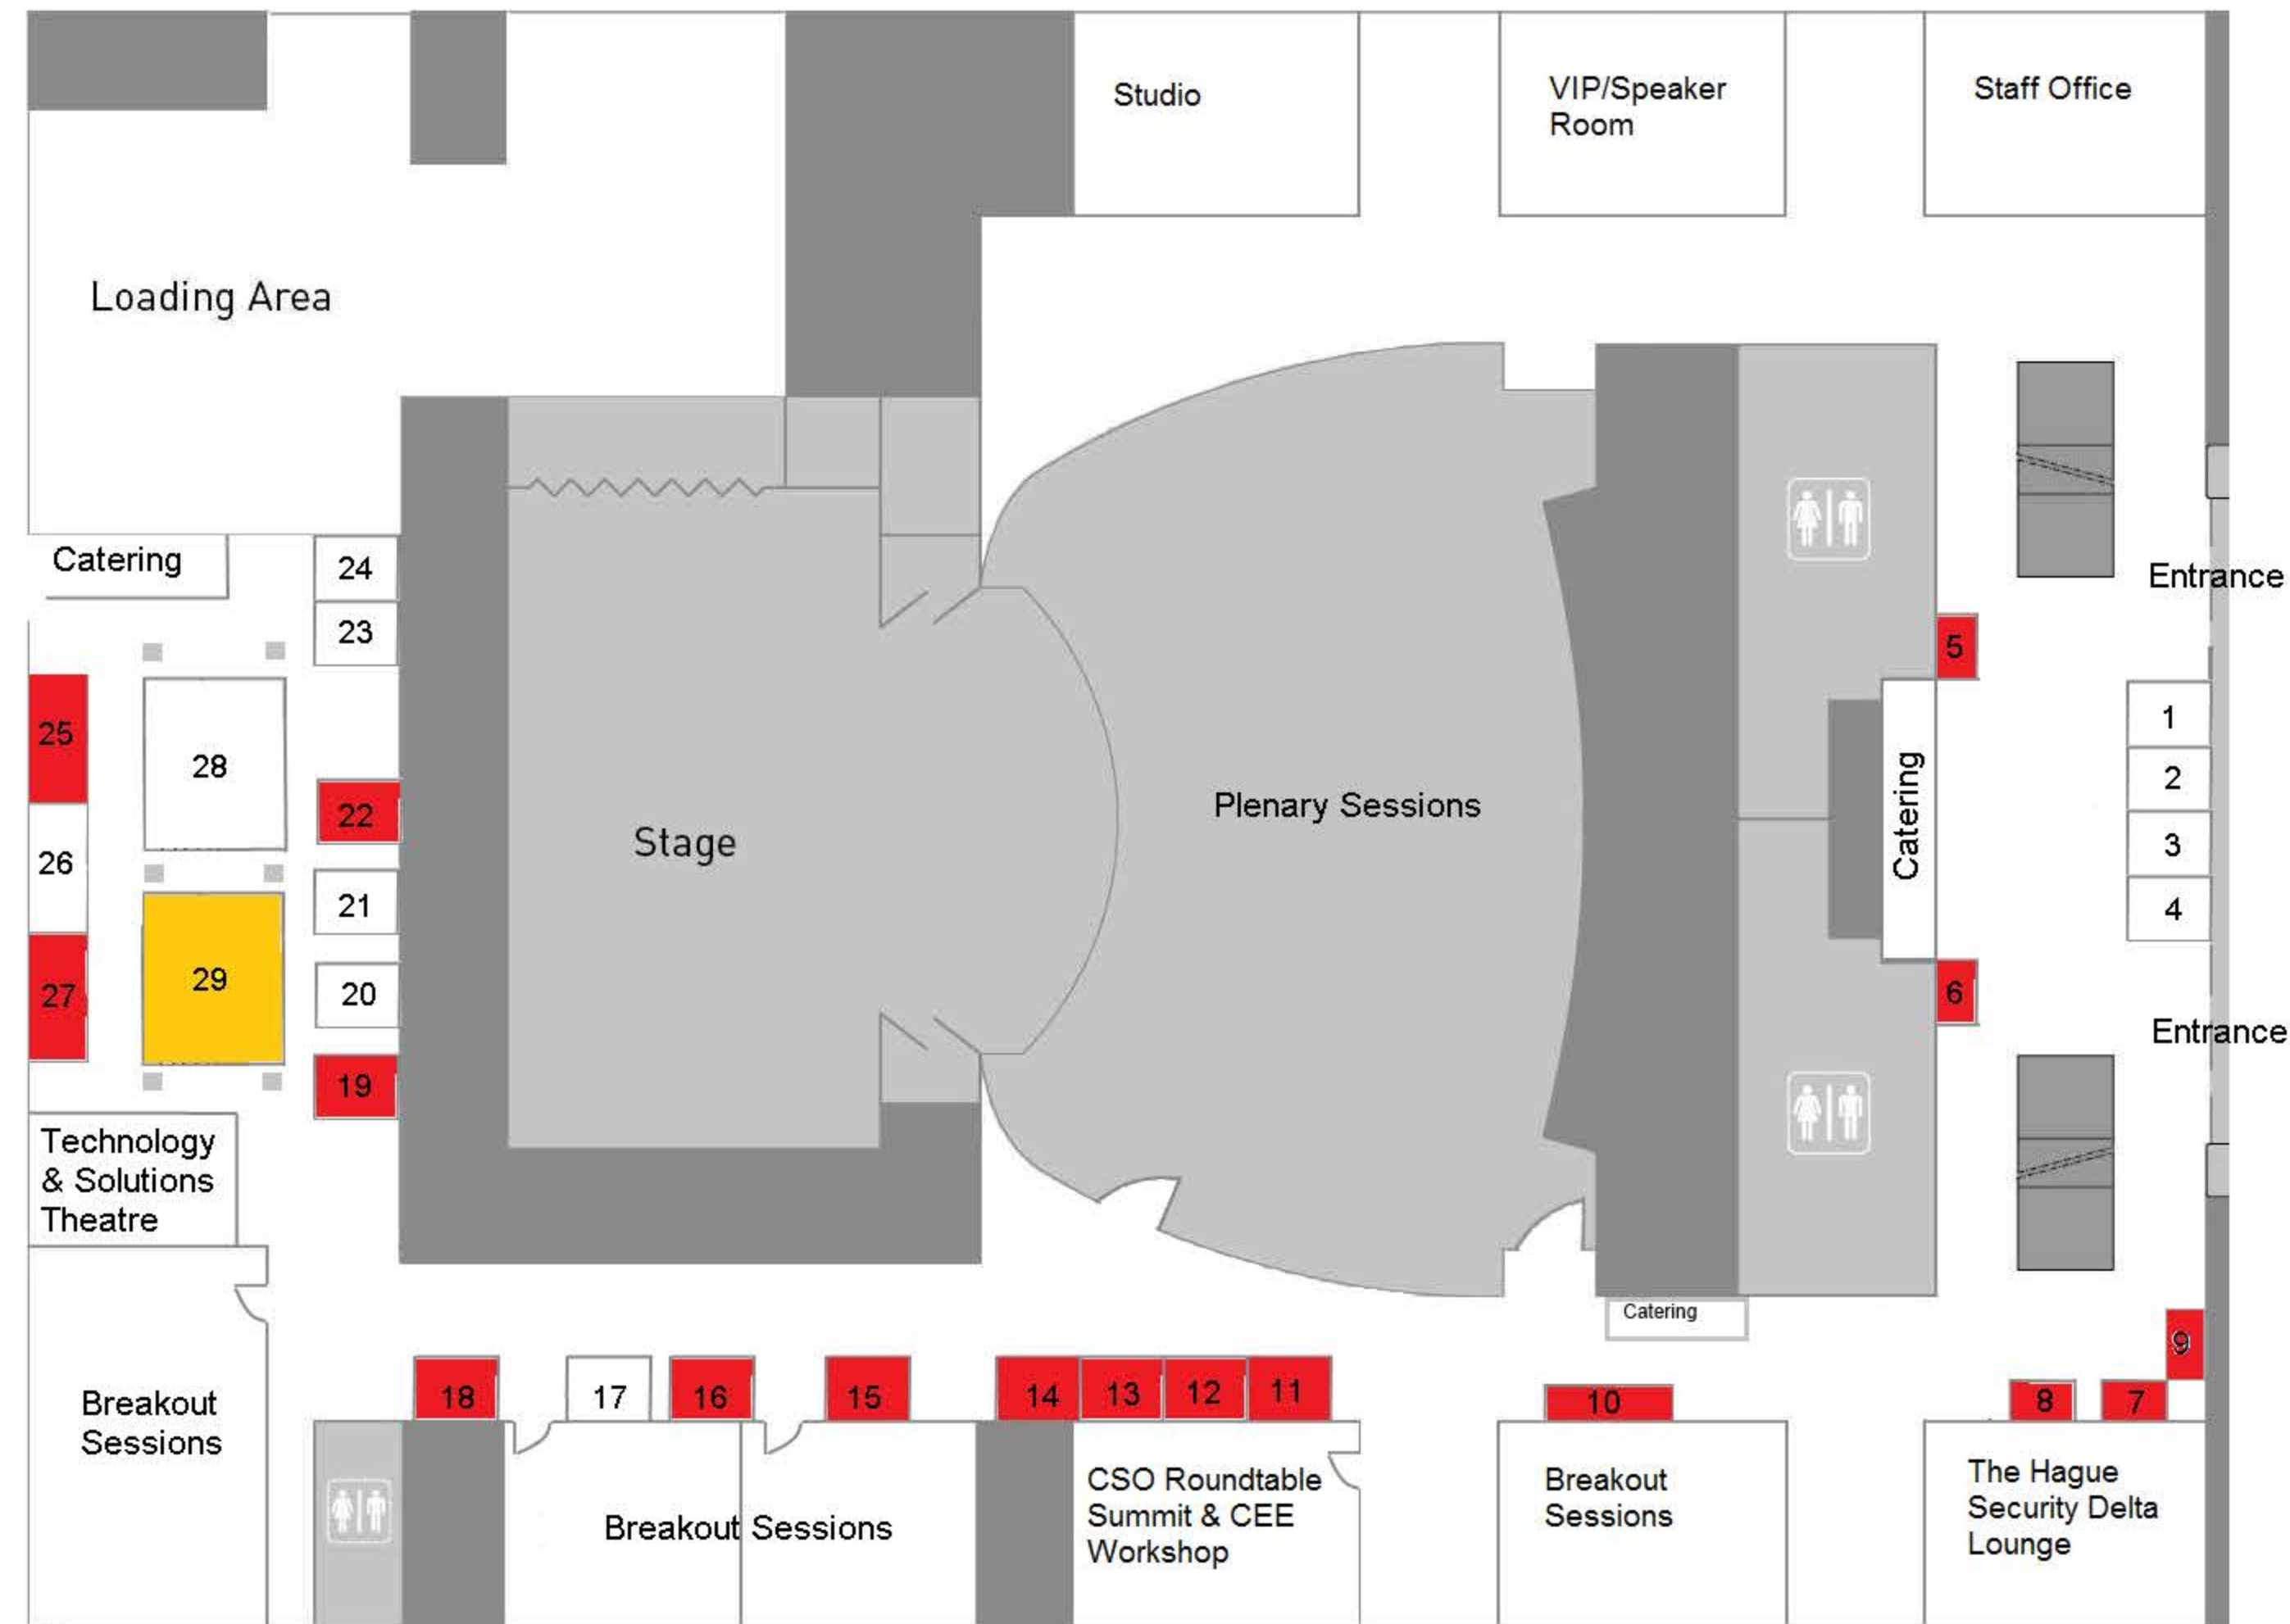 Studio
VIP/Speaker
Room
Staff Office
Loading Area
Catering
24
23
25
28
22
26
21
29
27
20
19
Stage
Plenary Sessions
Catering
Entrance
5
1
2
3
4
6
Entrance
Technology
& Solutions
Theatre
Catering
9
18
17
16
15
14
13
12
11
10
8
7
Breakout
Sessions
Breakout Sessions
CSO Roundtable
Summit & CEE
Workshop
Breakout
Sessions
The Hague
Security Delta
Lounge